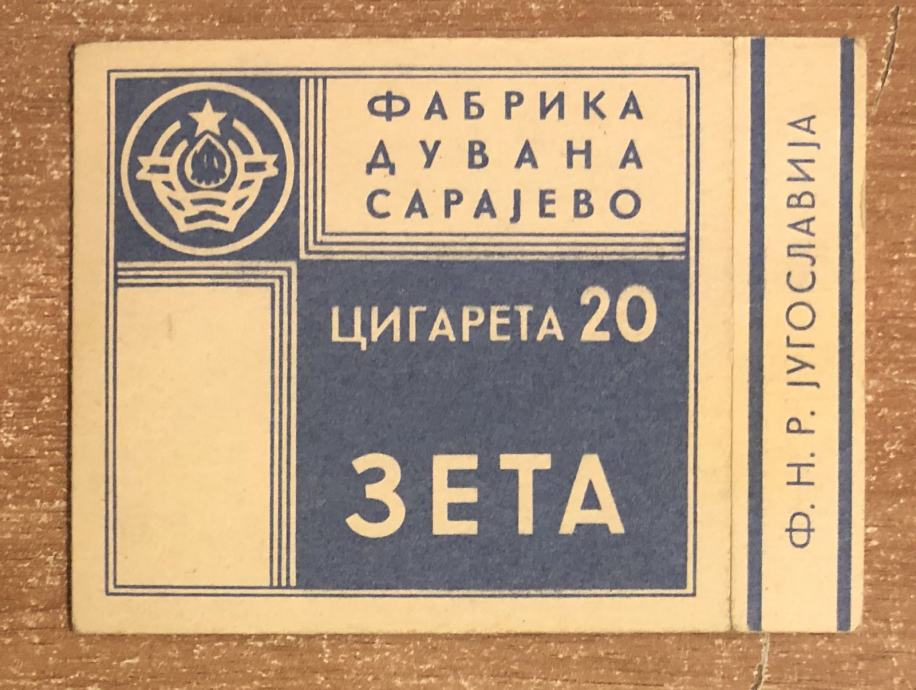 ФАБРИКА
ДУВАНА
САРАЈЕВО
ЦИГАРЕТА 20
ЗЕТА
Ф. Н. Р. ЈУГОСЛАВИЈА